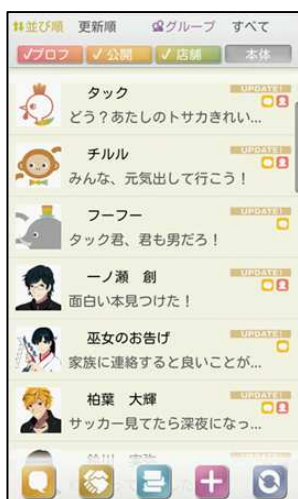 並び順 更新順 グループ すべて
プロフ 公開 店舗 本体
タック
UPDATE!
どう？あたしのトサカきれい...
チルル
UPDATE!
みんな、元気出して行こう！
フーフー
UPDATE!
タック君、君も男だろ！
一ノ瀬 創
UPDATE!
面白い本見つけた！
巫女のお告げ
UPDATE!
家族に連絡すると良いことが...
柏葉 大輝
UPDATE!
サッカー見てたら深夜になっ...